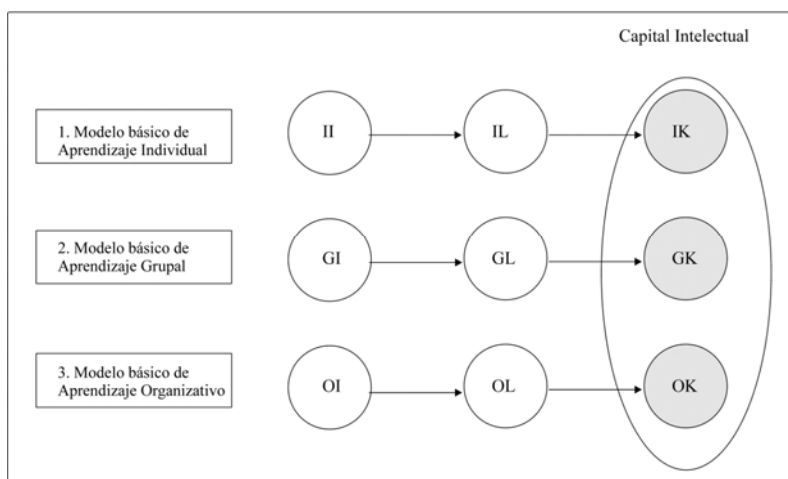 Capital Intelectual
1. Modelo básico de
Aprendizaje Individual
II
IL
IK
2. Modelo básico de
Aprendizaje Grupal
GI
GL
GK
3. Modelo básico de
Aprendizaje Organizativo
OI
OL
OK